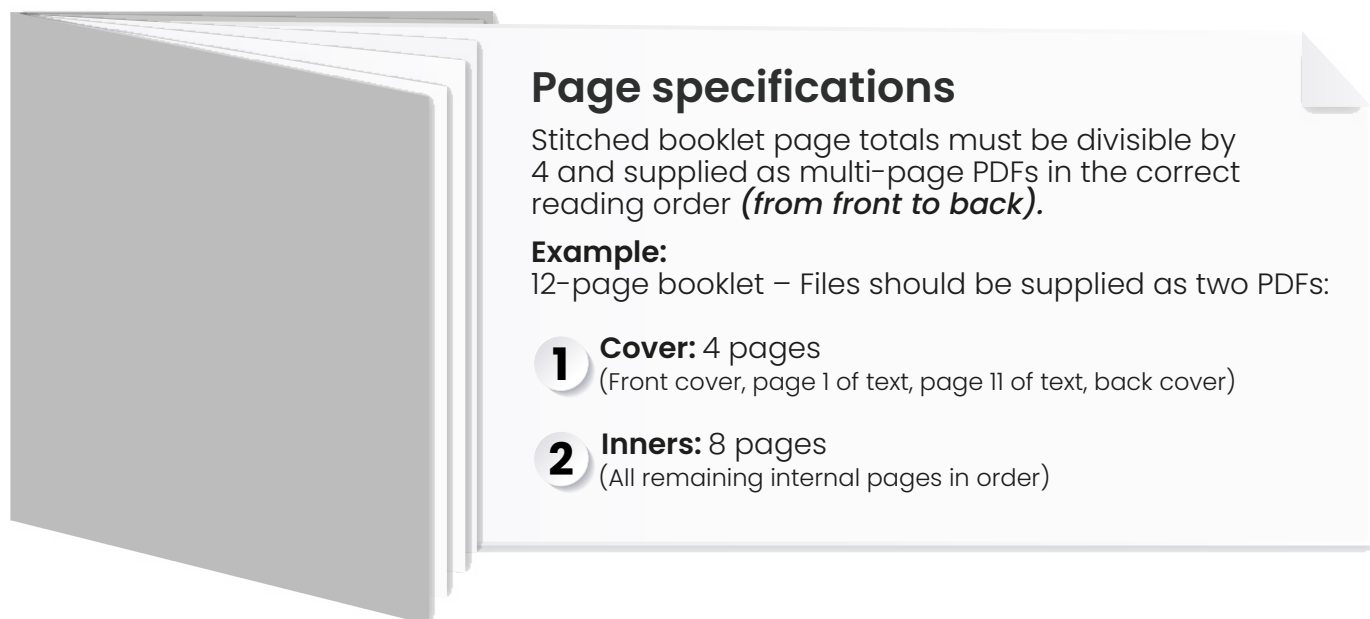 Page specifications
Stitched booklet page totals must be divisible by
4 and supplied as multi-page PDFs in the correct
reading order (from front to back).
Example:
12-page booklet – Files should be supplied as two PDFs:
1 Cover: 4 pages
(Front cover, page 1 of text, page 11 of text, back cover)
2 Inners: 8 pages
(All remaining internal pages in order)